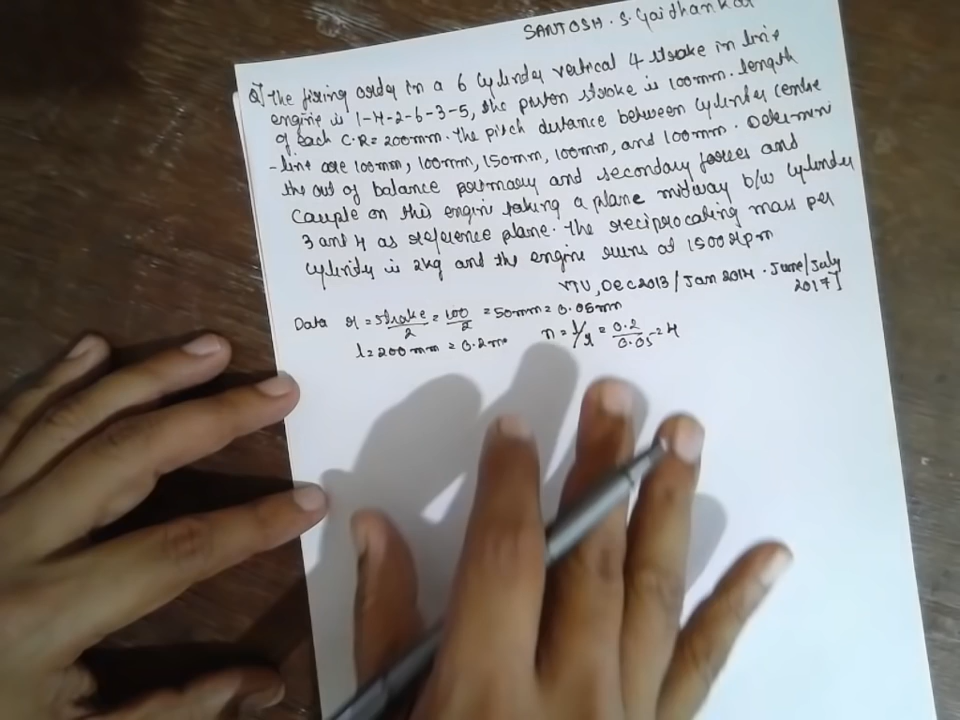 SANTOSH . S. Gaidhankar
Q] The firing order in a 6 cylinder vertical 4 stroke in line
engine is 1-4-2-6-3-5, the piston stroke is 100mm. length
of each C.R = 200mm. the pitch distance between cylinder centre
-line are 100mm, 100mm, 150mm, 100mm, and 100mm. Determine
the out of balance primary and secondary forces and
couple on this engine taking a plane midway b/w cylinder
3 and 4 as reference plane. the reciprocating mass per
cylinder is 2kg and the engine runs at 1500 rpm
VTU, Dec 2013 / Jan 2014 . June/July
2017]
Data r = stroke/2 = 100/2 = 50mm = 0.05m
l = 200mm = 0.2m n = l/r = 0.2/0.05 = 4